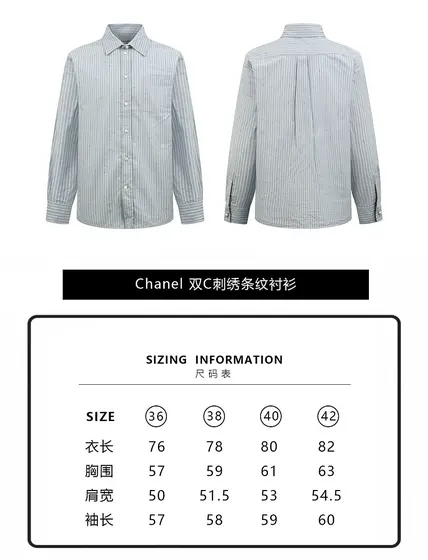 Chanel 双C刺绣条纹衬衫
SIZING INFORMATION
尺码表
SIZE 36 38 40 42
衣长 76 78 80 82
胸围 57 59 61 63
肩宽 50 51.5 53 54.5
袖长 57 58 59 60